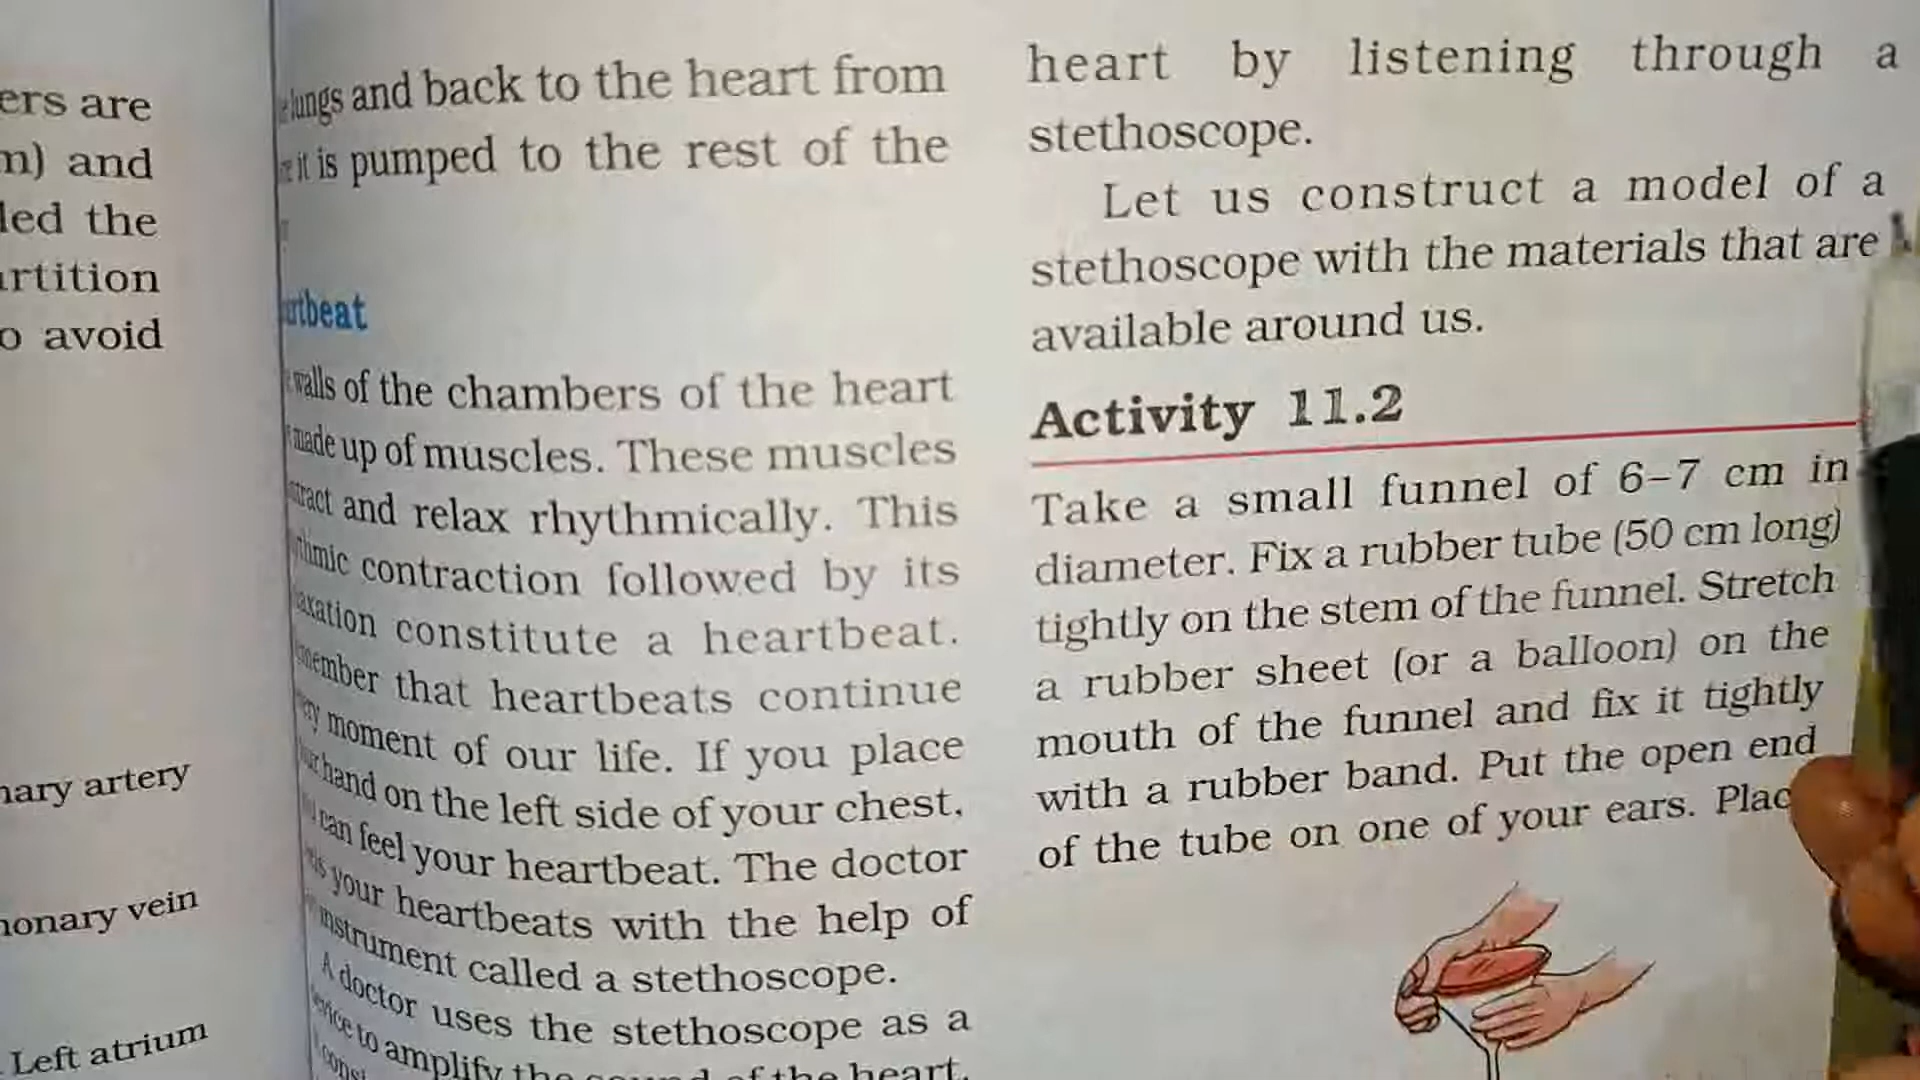 ers are
and
the
avoid
artery
vein
Left atrium
lungs and back to the heart from
it is pumped to the rest of the
walls of the chambers of the heart
made up of muscles. These muscles
and relax rhythmically. This
contraction followed by its
constitute a heartbeat.
that heartbeats continue
moment of our life. If you place
hand on the left side of your chest,
can feel your heartbeat. The doctor
your heartbeats with the help of
instrument called a stethoscope.
A doctor uses the stethoscope as a
to amplify the sound of the heart.
heart by listening through a
stethoscope.
Let us construct a model of a
stethoscope with the materials that are
available around us.
Activity 11.2
Take a small funnel of 6–7 cm in
diameter. Fix a rubber tube (50 cm long)
tightly on the stem of the funnel. Stretch
a rubber sheet (or a balloon) on the
mouth of the funnel and fix it tightly
with a rubber band. Put the open end
of the tube on one of your ears. Plac